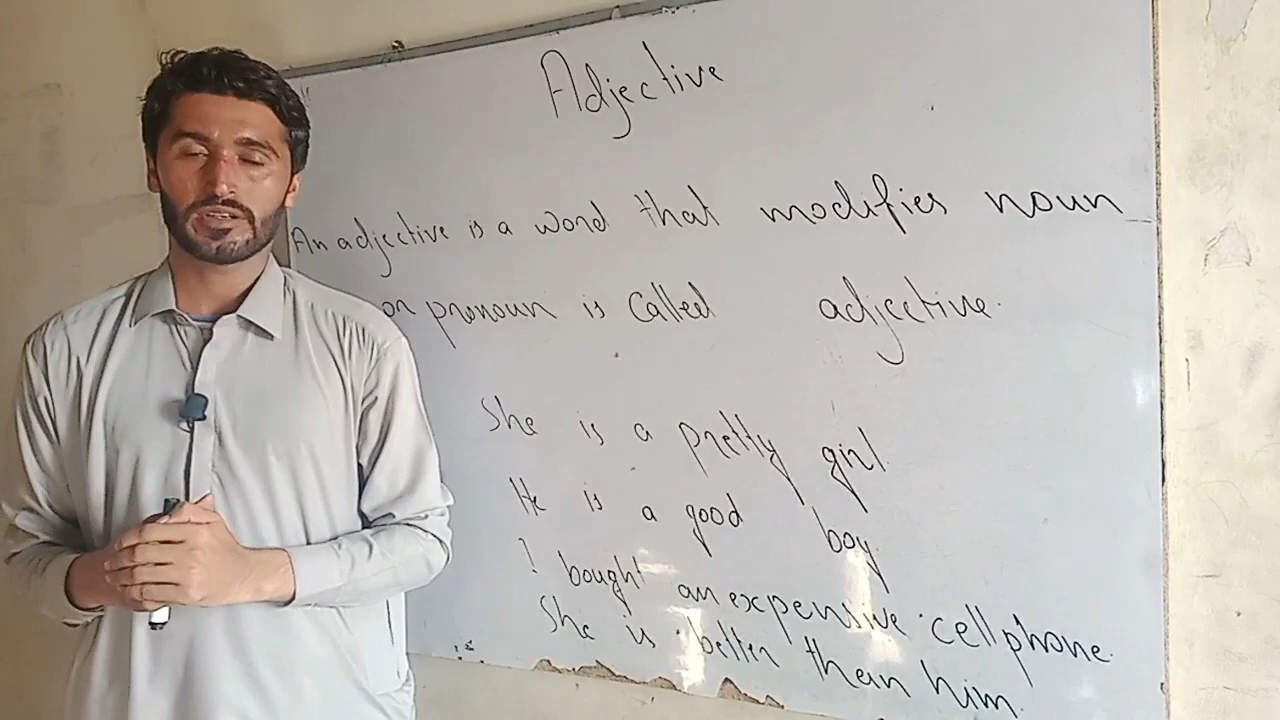 Adjective
An adjective is a word that modifies noun
or pronoun is called adjective.
She is a pretty girl.
He is a good boy.
I bought an expensive cell phone.
She is better than him.